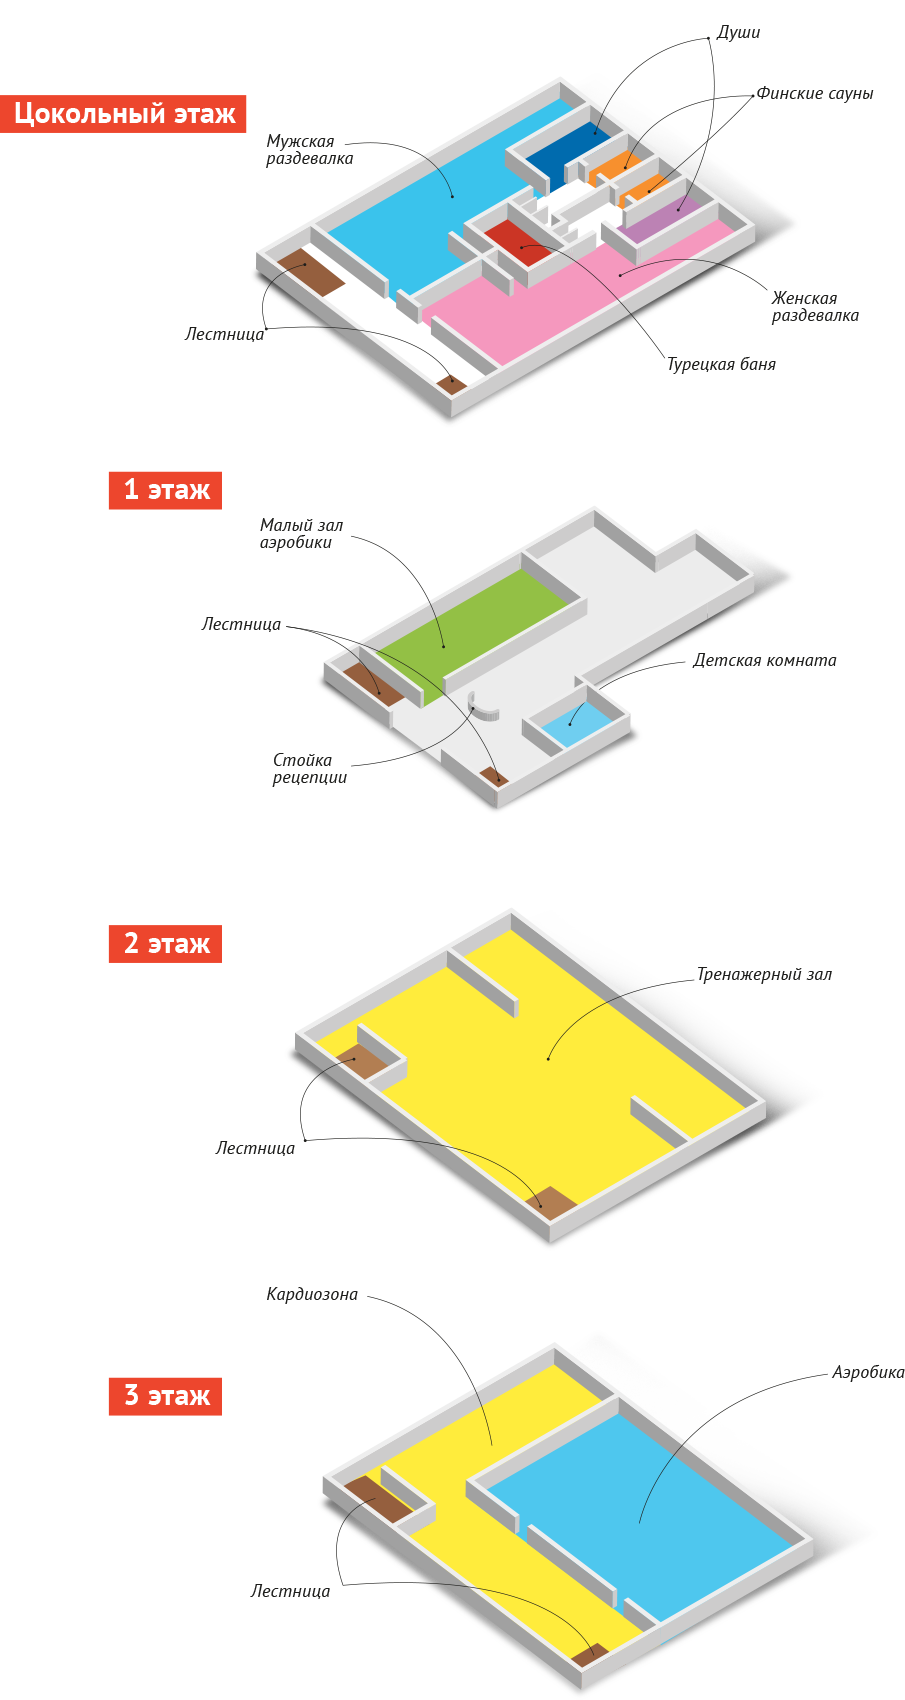 Души
Финские сауны
Цокольный этаж
Мужская
раздевалка
Женская
раздевалка
Лестница
Турецкая баня
1 этаж
Малый зал
аэробики
Лестница
Детская комната
Стойка
рецепции
2 этаж
Тренажерный зал
Лестница
Кардиозона
Аэробика
3 этаж
Лестница